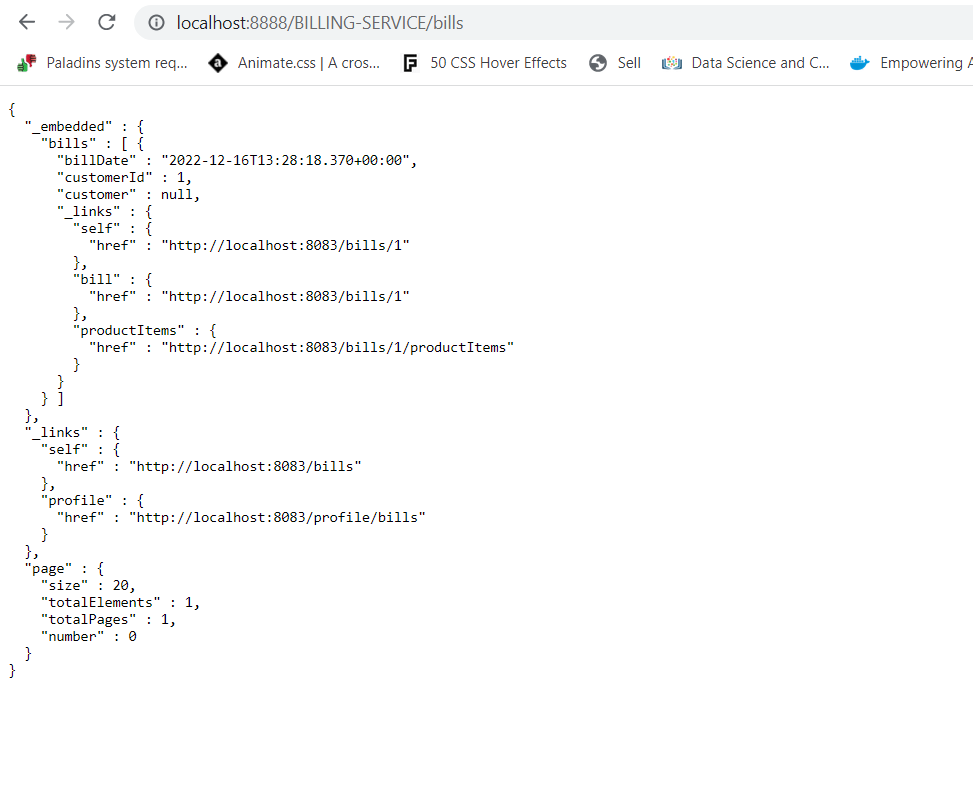 localhost:8888/BILLING-SERVICE/bills
Paladins system req... Animate.css | A cros... 50 CSS Hover Effects Sell Data Science and C... Empowering A
{
  "_embedded" : {
    "bills" : [ {
      "billDate" : "2022-12-16T13:28:18.370+00:00",
      "customerId" : 1,
      "customer" : null,
      "_links" : {
        "self" : {
          "href" : "http://localhost:8083/bills/1"
        },
        "bill" : {
          "href" : "http://localhost:8083/bills/1"
        },
        "productItems" : {
          "href" : "http://localhost:8083/bills/1/productItems"
        }
      }
    } ]
  },
  "_links" : {
    "self" : {
      "href" : "http://localhost:8083/bills"
    },
    "profile" : {
      "href" : "http://localhost:8083/profile/bills"
    }
  },
  "page" : {
    "size" : 20,
    "totalElements" : 1,
    "totalPages" : 1,
    "number" : 0
  }
}